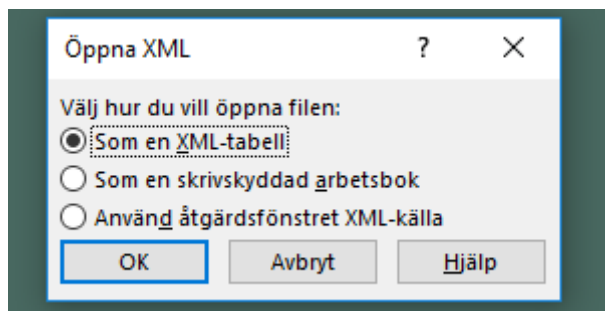 Öppna XML ?
Välj hur du vill öppna filen:
Som en XML-tabell
Som en skrivskyddad arbetsbok
Använd åtgärdsfönstret XML-källa
OK Avbryt Hjälp